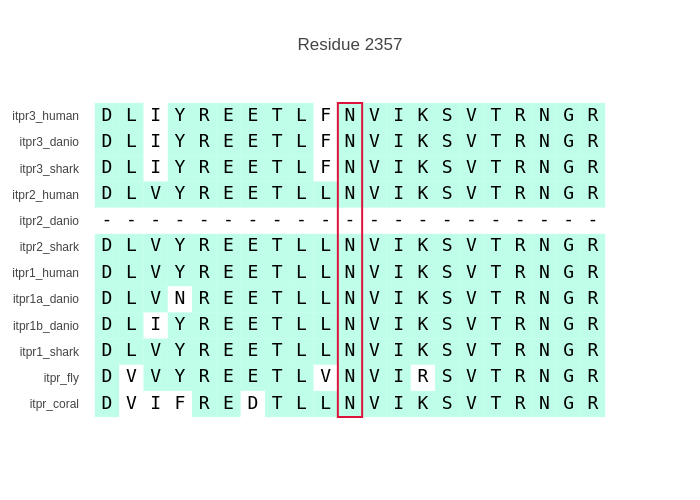 Residue 2357
itpr3_human D L I Y R E E T L F N V I K S V T R N G R
itpr3_danio D L I Y R E E T L F N V I K S V T R N G R
itpr3_shark D L I Y R E E T L F N V I K S V T R N G R
itpr2_human D L V Y R E E T L L N V I K S V T R N G R
itpr2_danio - - - - - - - - - - - - - - - - - - - - -
itpr2_shark D L V Y R E E T L L N V I K S V T R N G R
itpr1_human D L V Y R E E T L L N V I K S V T R N G R
itpr1a_danio D L V N R E E T L L N V I K S V T R N G R
itpr1b_danio D L I Y R E E T L L N V I K S V T R N G R
itpr1_shark D L V Y R E E T L L N V I K S V T R N G R
itpr_fly D V V Y R E E T L V N V I R S V T R N G R
itpr_coral D V I F R E D T L L N V I K S V T R N G R